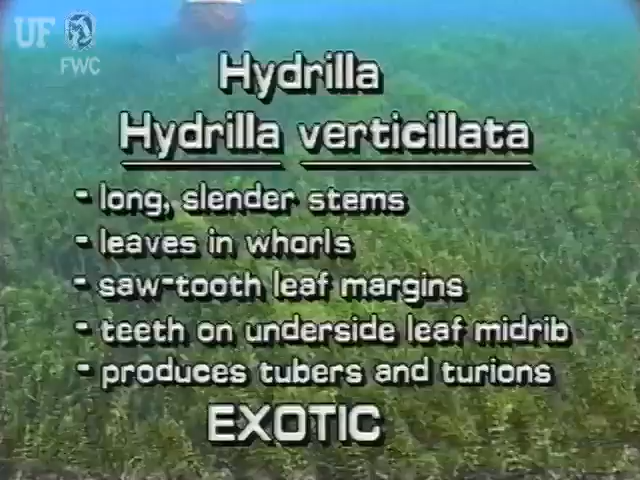 UF
FWC
Hydrilla
Hydrilla verticillata
- long, slender stems
- leaves in whorls
- saw-tooth leaf margins
- teeth on underside leaf midrib
- produces tubers and turions
EXOTIC